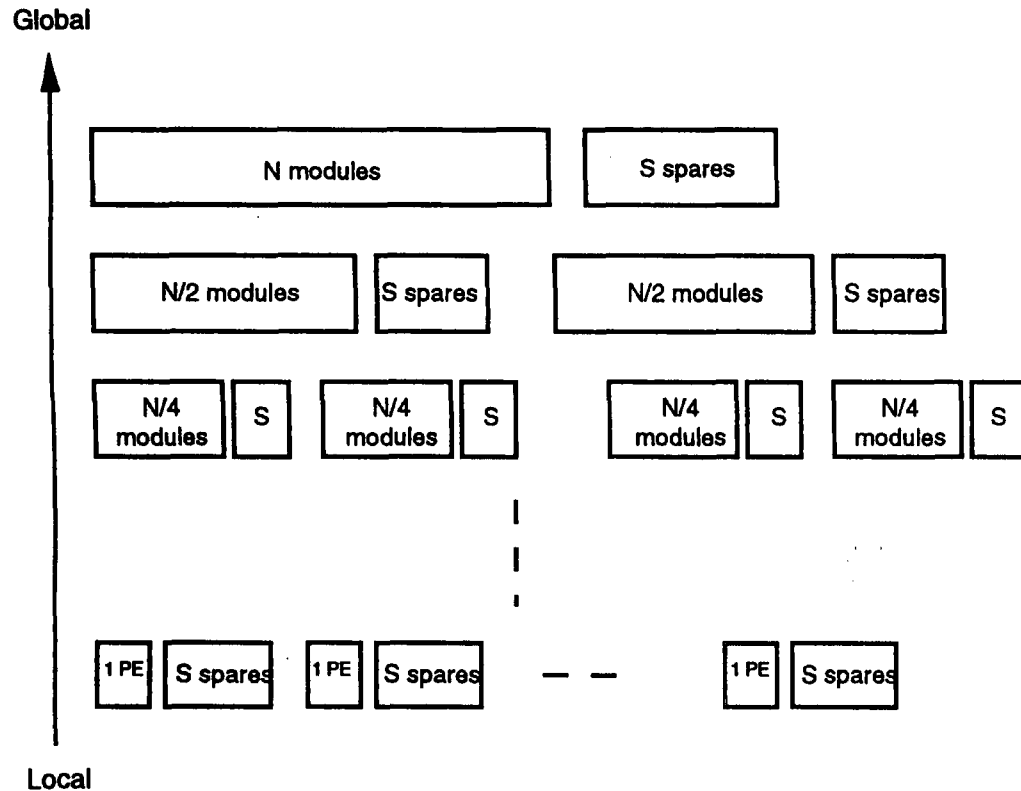 Global
N modules
S spares
N/2 modules
S spares
N/2 modules
S spares
N/4
modules
S
N/4
modules
S
N/4
modules
S
N/4
modules
S
1 PE
S spares
1 PE
S spares
1 PE
S spares
Local